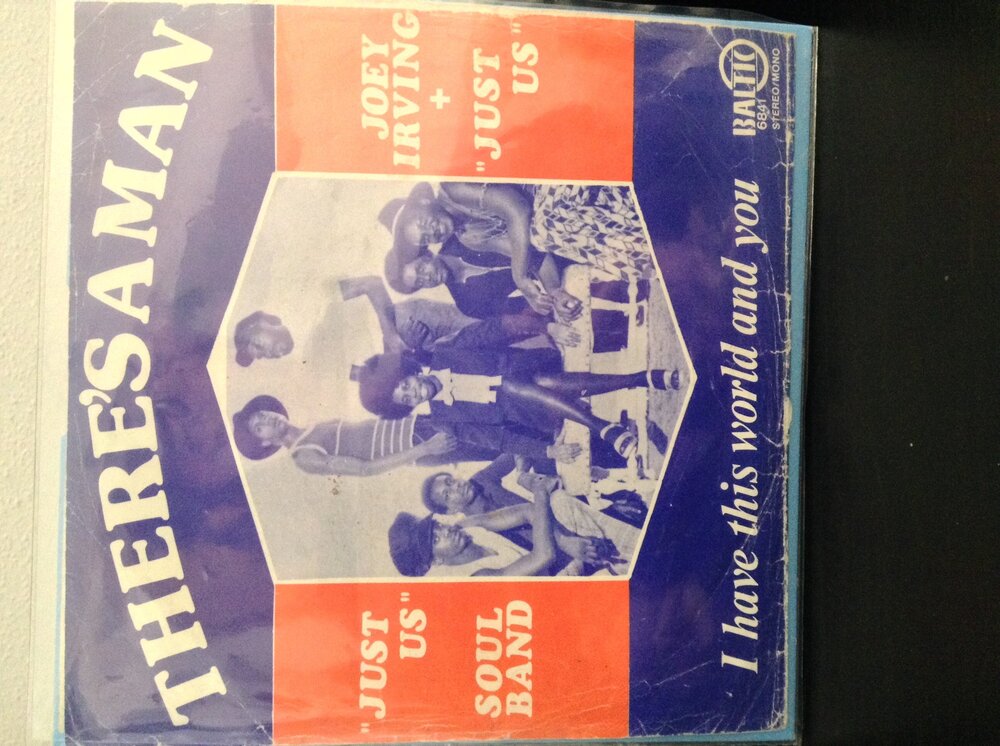 THERE'S A MAN
"JUST
US"
SOUL
BAND
JOEY
IRVING
+
"JUST
US"
I have this world and you
BALTIC
6841
STEREO/MONO